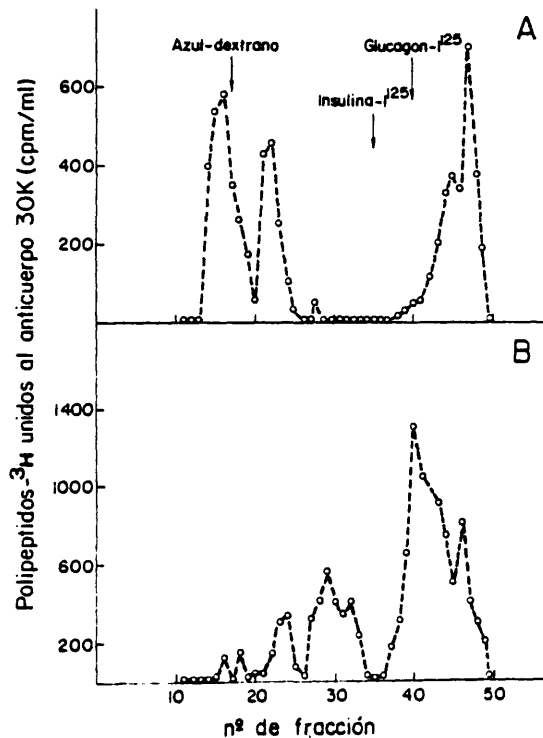 A
Azul-dextrano
Glucagon-I125
Insulina-I125
600
400
200
B
1400
1000
600
200
10 20 30 40 50
nº de fracción
Polipeptidos-3H unidos al anticuerpo 30K (cpm/ml)